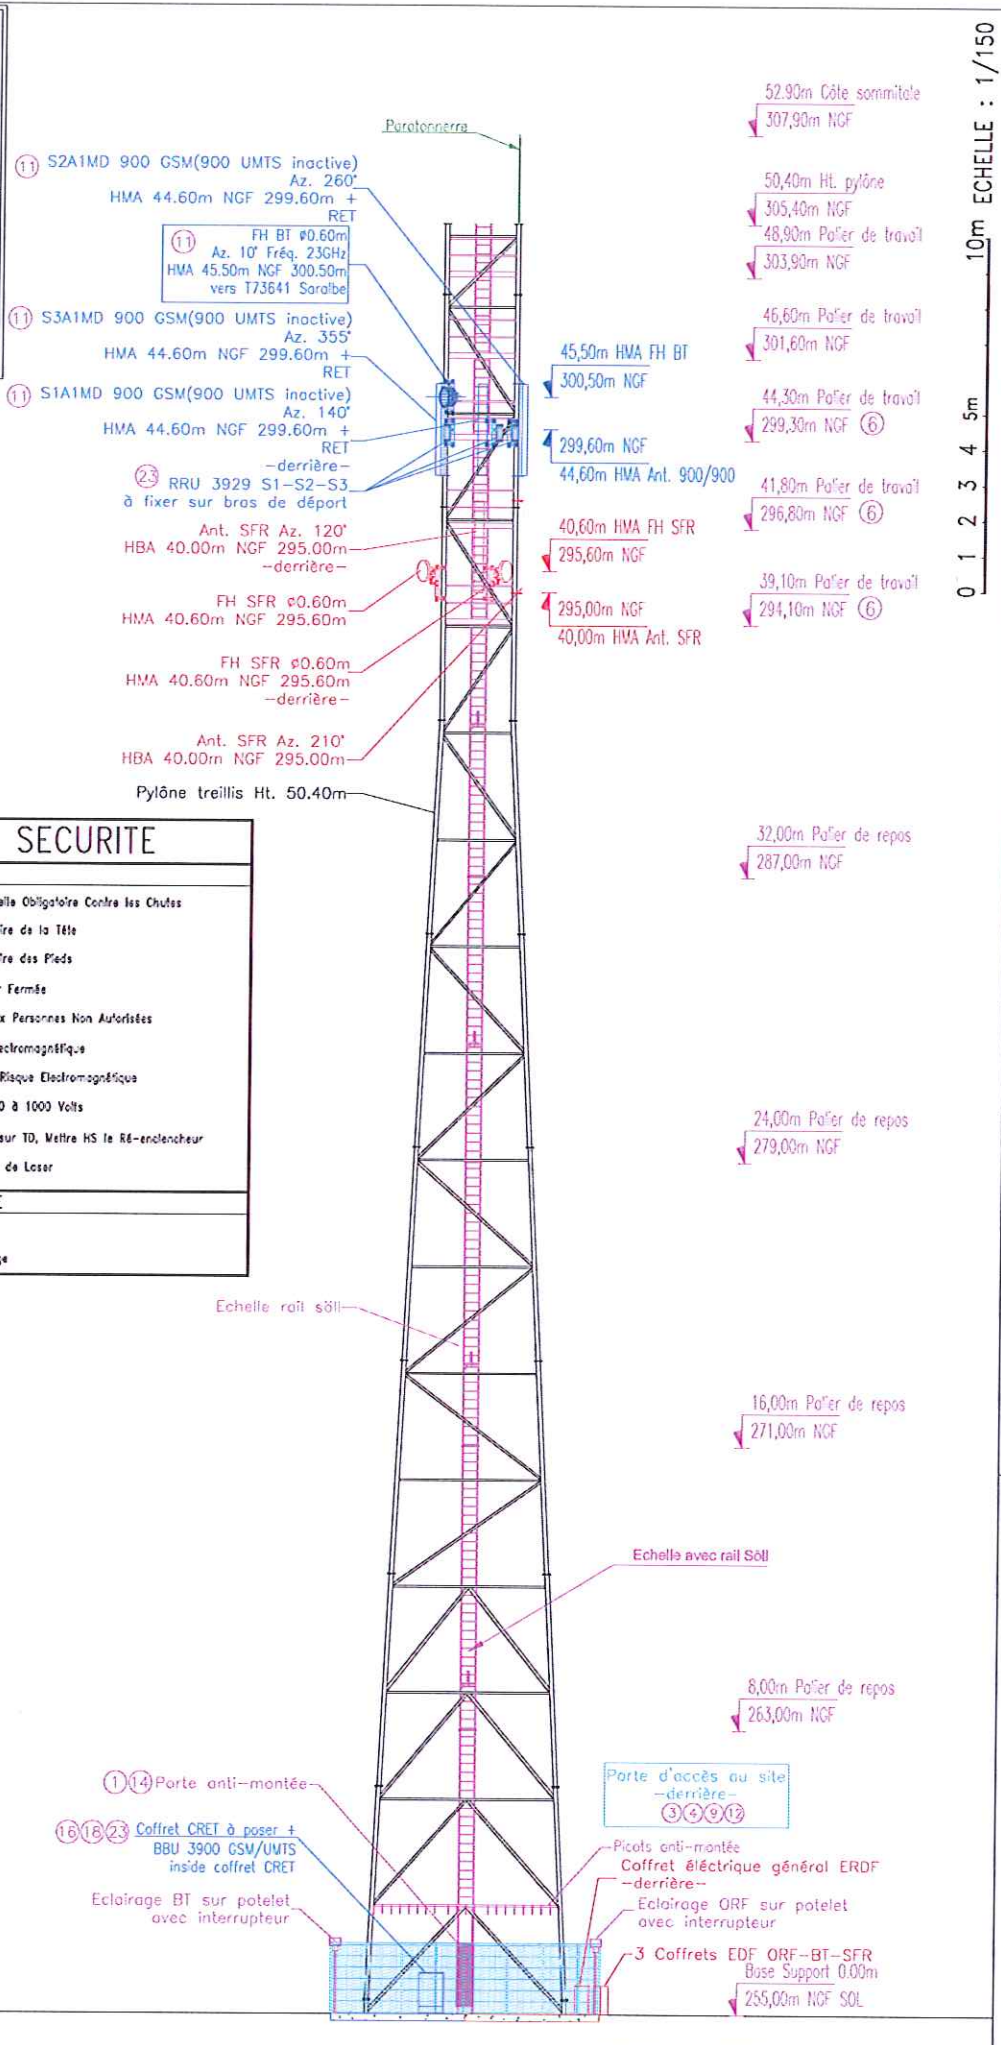 Paratonnerre
11 S2A1MD 900 GSM(900 UMTS inactive)
Az. 260°
HMA 44.60m NGF 299.60m +
RET
11 FH BT ø0.60m
Az. 10° Fréq. 23GHz
HMA 45.50m NGF 300.50m
vers T73641 Saralbe
11 S3A1MD 900 GSM(900 UMTS inactive)
Az. 355°
HMA 44.60m NGF 299.60m +
RET
11 S1A1MD 900 GSM(900 UMTS inactive)
Az. 140°
HMA 44.60m NGF 299.60m +
RET
-derrière-
23 RRU 3929 S1-S2-S3
à fixer sur bras de départ
Ant. SFR Az. 120°
HBA 40.00m NGF 295.00m
-derrière-
FH SFR ø0.60m
HMA 40.60m NGF 295.60m
FH SFR ø0.60m
HMA 40.60m NGF 295.60m
-derrière-
Ant. SFR Az. 210°
HBA 40.00m NGF 295.00m
Pylône treillis Ht. 50.40m
45,50m HMA FH BT
300,50m NGF
299,60m NGF
44,60m HMA Ant. 900/900
40,60m HMA FH SFR
295,60m NGF
295,00m NGF
40,00m HMA Ant. SFR
52.90m Côte sommitale
307,90m NGF
50,40m Ht. pylône
305,40m NGF
48,90m Palier de travail
303,90m NGF
46,60m Palier de travail
301,60m NGF
44,30m Palier de travail
299,30m NGF 6
41,80m Palier de travail
296,80m NGF 6
39,10m Palier de travail
294,10m NGF 6
32,00m Palier de repos
287,00m NGF
24,00m Palier de repos
279,00m NGF
16,00m Palier de repos
271,00m NGF
8,00m Palier de repos
263,00m NGF
ECHELLE : 1/150
10m
5m
4
3
2
1
0
SECURITE
elle Obligatoire Contre les Chutes
ire de la Tête
ire des Pieds
r Fermée
x Personnes Non Autorisées
ectromagnétique
Risque Electromagnétique
0 à 1000 Volts
sur TD, Mettre HS le Ré-enclencheur
de Laser
E
ge
Echelle rail söll
Echelle avec rail Söll
1 14 Porte anti-montée
16 18 23 Coffret CRET à poser +
BBU 3900 GSM/UMTS
inside coffret CRET
Eclairage BT sur potelet
avec interrupteur
Porte d'accès au site
-derrière-
3 4 9 12
Picots anti-montée
Coffret éléctrique général ERDF
-derrière-
Eclairage ORF sur potelet
avec interrupteur
3 Coffrets EDF ORF-BT-SFR
Base Support 0.00m
255,00m NGF SOL